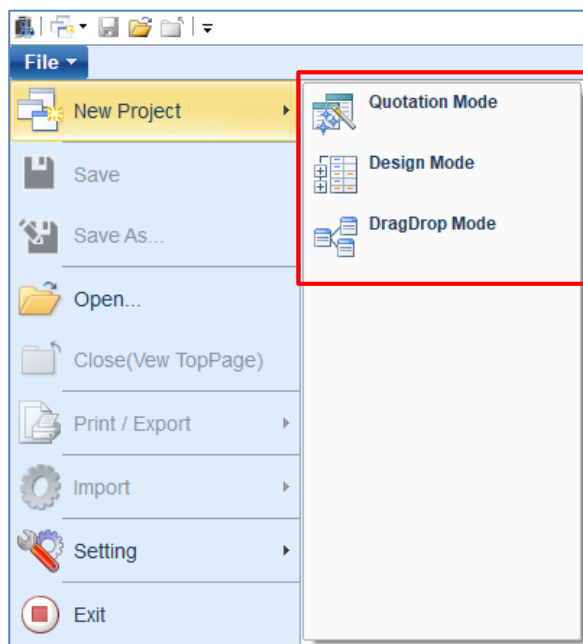 File
New Project
Save
Save As...
Open...
Close(Vew TopPage)
Print / Export
Import
Setting
Exit
Quotation Mode
Design Mode
DragDrop Mode